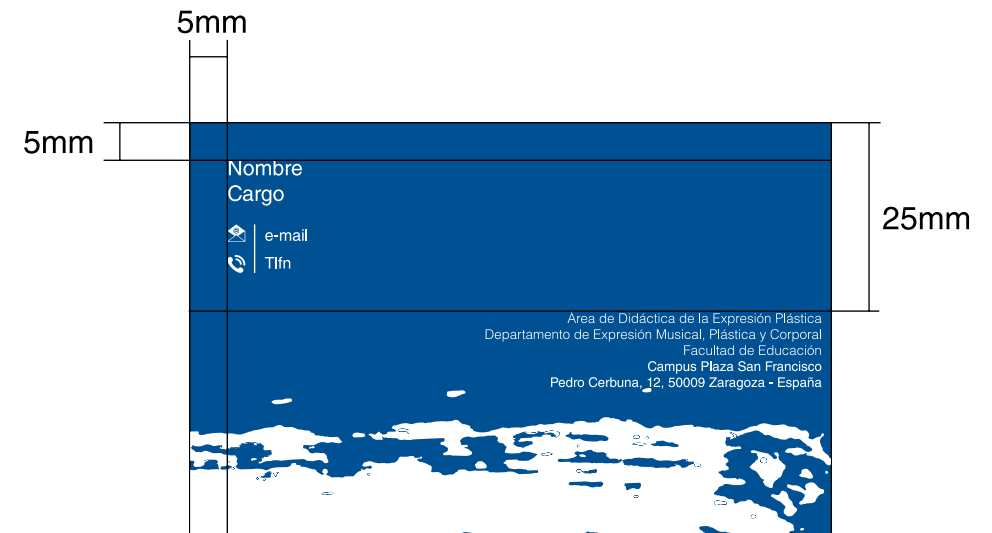 5mm
5mm
Nombre
Cargo
e-mail
Tlfn
25mm
Área de Didáctica de la Expresión Plástica
Departamento de Expresión Musical, Plástica y Corporal
Facultad de Educación
Campus Plaza San Francisco
Pedro Cerbuna, 12, 50009 Zaragoza - España